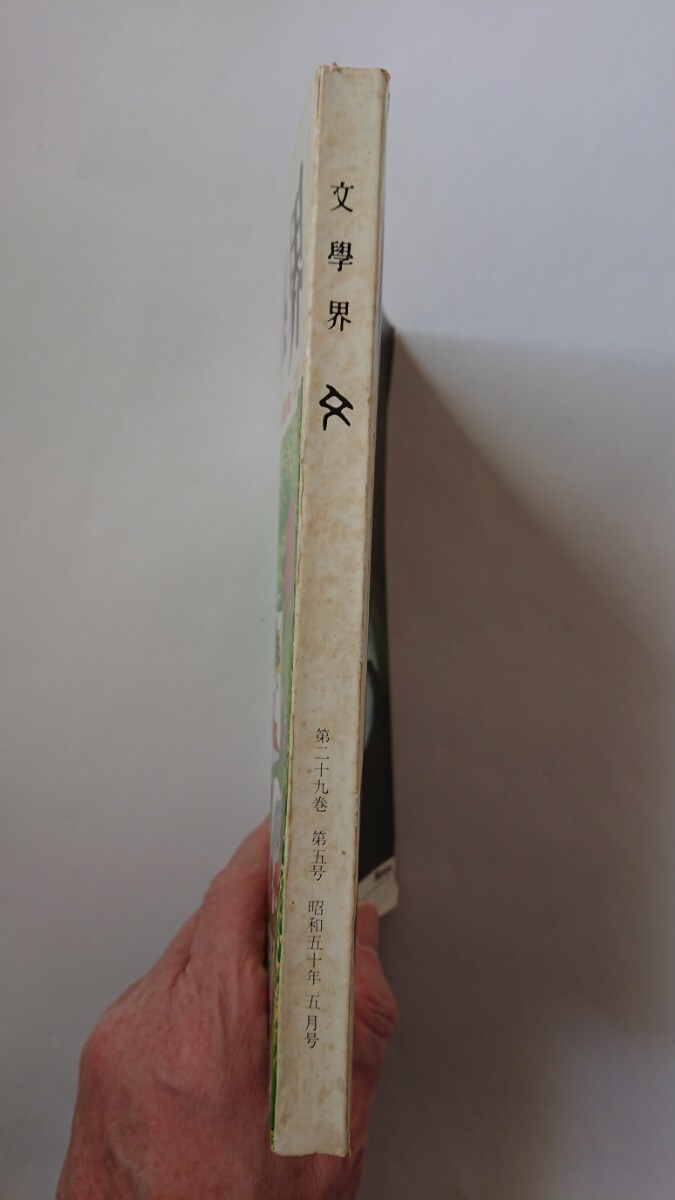 文學界
文
第二十九巻 第五号 昭和五十年 五月号
界